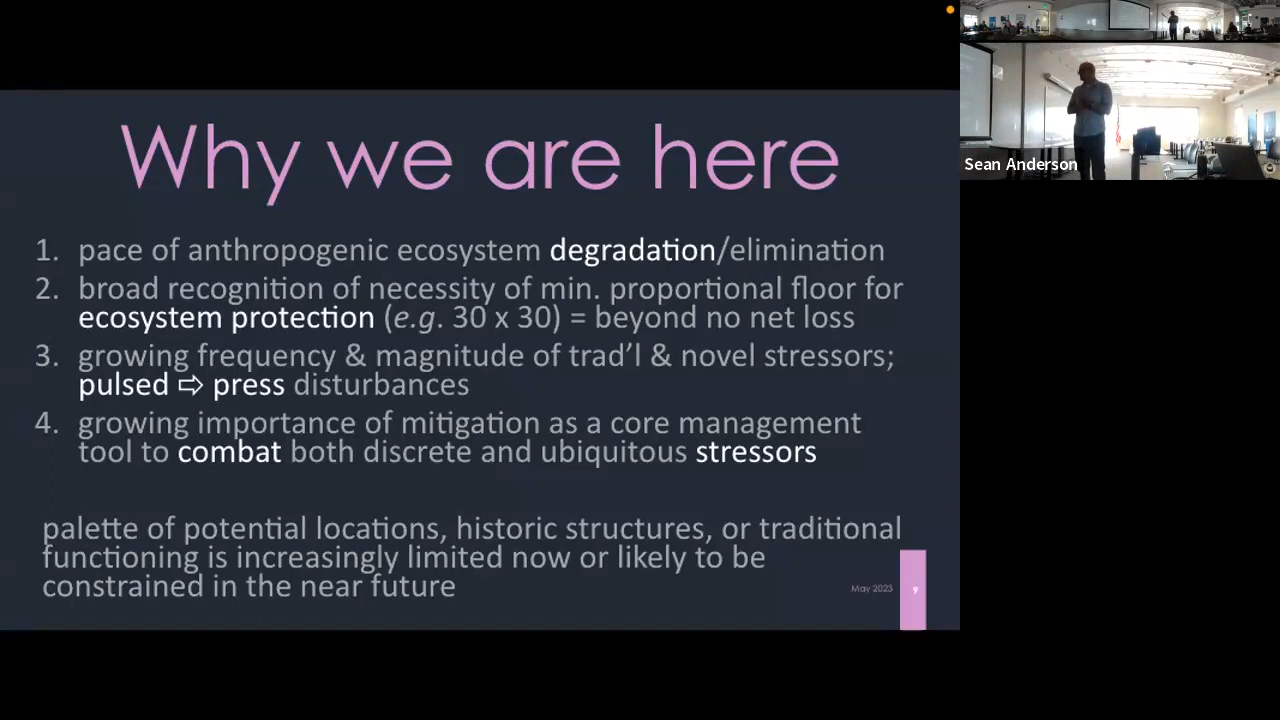 Why we are here
1. pace of anthropogenic ecosystem degradation/elimination
2. broad recognition of necessity of min. proportional floor for
ecosystem protection (e.g. 30 x 30) = beyond no net loss
3. growing frequency & magnitude of trad’l & novel stressors;
pulsed ⇨ press disturbances
4. growing importance of mitigation as a core management
tool to combat both discrete and ubiquitous stressors
palette of potential locations, historic structures, or traditional
functioning is increasingly limited now or likely to be
constrained in the near future
May 2023
9
Sean Anderson